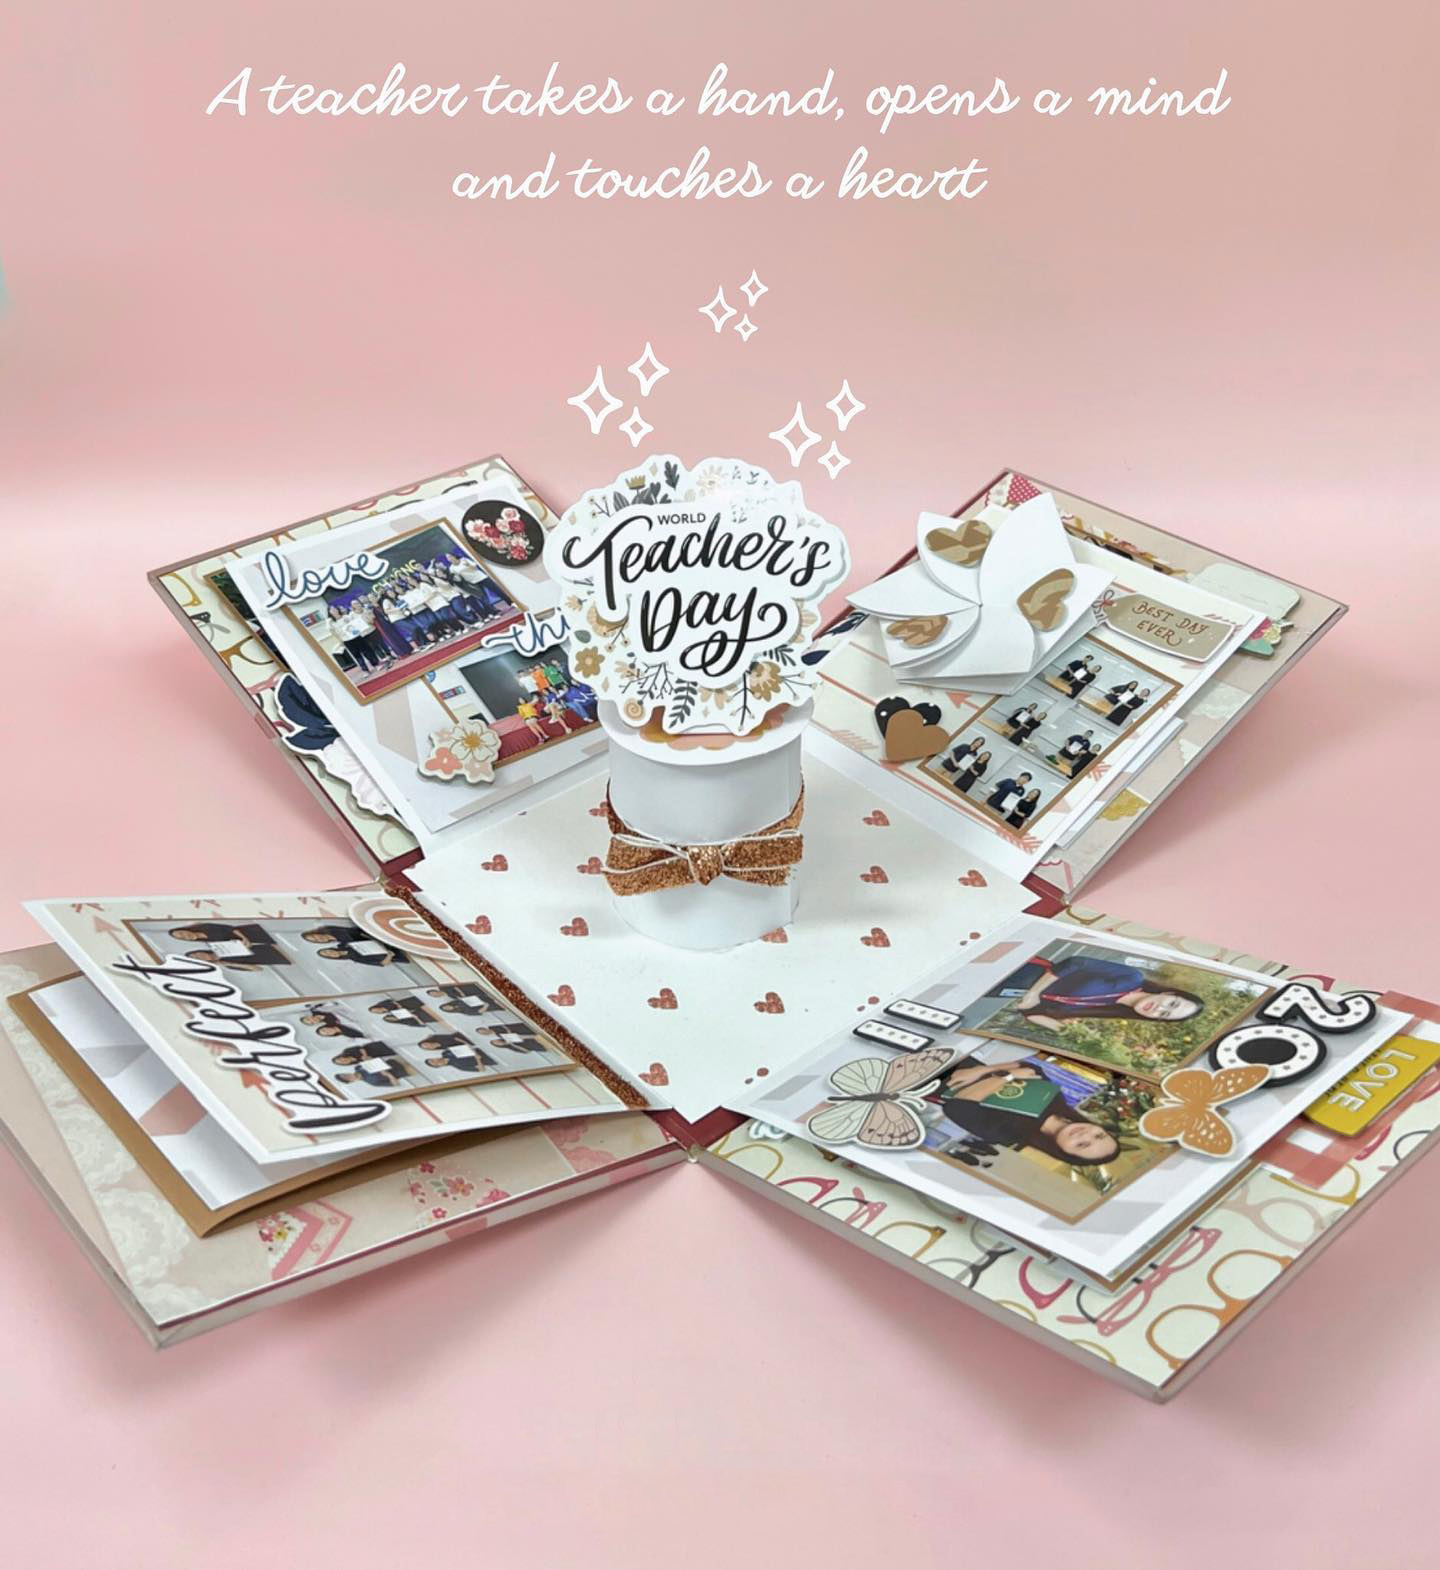 A teacher takes a hand, opens a mind
and touches a heart
WORLD
Teacher's
Day
love
BEST DAY
EVER
perfect
20
LOVE